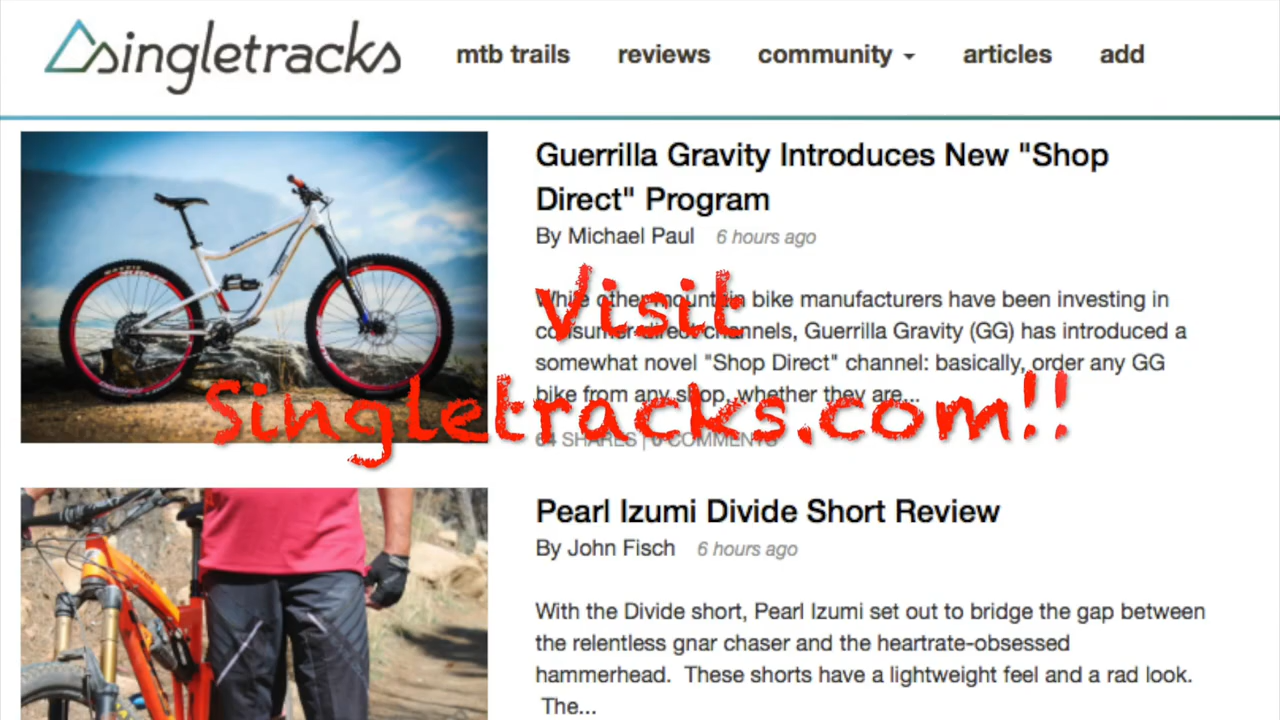 singletracks
mtb trails reviews community articles add
Guerrilla Gravity Introduces New "Shop
Direct" Program
By Michael Paul 6 hours ago
While other mountain bike manufacturers have been investing in
consumer-direct channels, Guerrilla Gravity (GG) has introduced a
somewhat novel "Shop Direct" channel: basically, order any GG
bike from any shop, whether they are...
64 SHARES | 0 COMMENTS
Visit
Singletracks.com!!
Pearl Izumi Divide Short Review
By John Fisch 6 hours ago
With the Divide short, Pearl Izumi set out to bridge the gap between
the relentless gnar chaser and the heartrate-obsessed
hammerhead. These shorts have a lightweight feel and a rad look.
The...